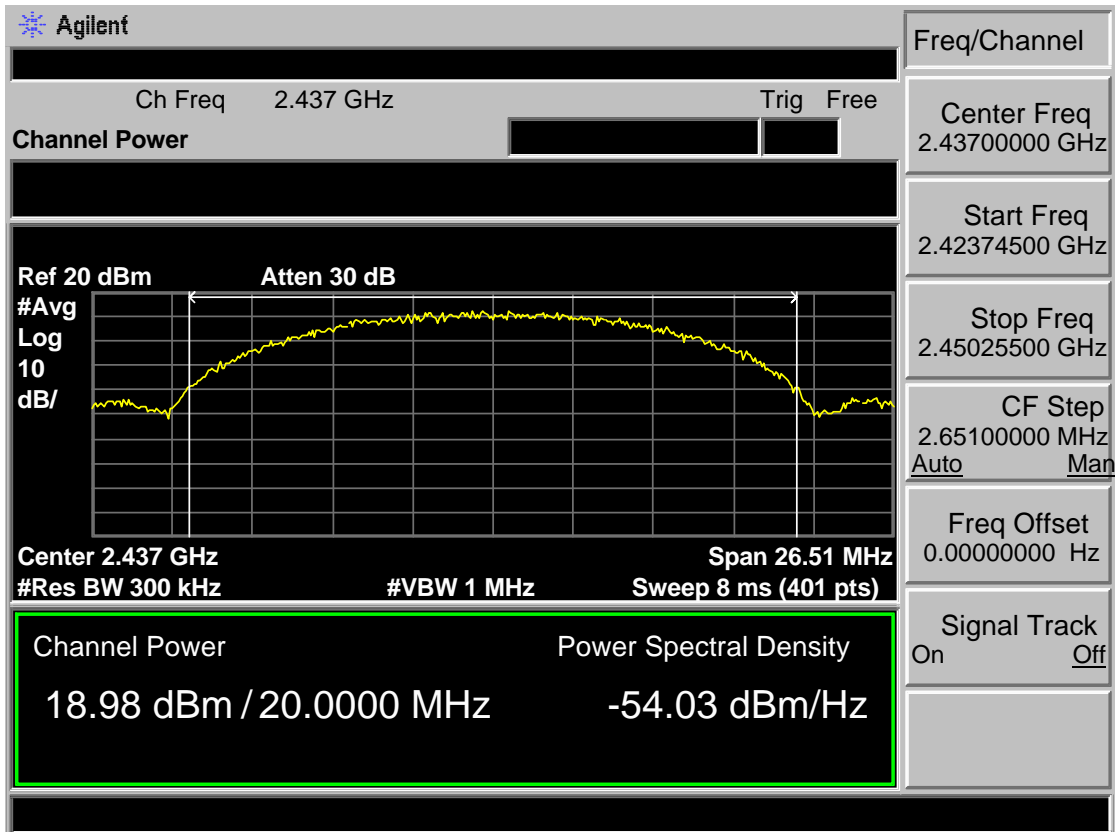 Agilent
Freq/Channel
Ch Freq 2.437 GHz Trig Free
Channel Power
Center Freq
2.43700000 GHz
Start Freq
2.42374500 GHz
Stop Freq
2.45025500 GHz
CF Step
2.65100000 MHz
Auto Man
Freq Offset
0.00000000 Hz
Signal Track
On Off
Ref 20 dBm Atten 30 dB
#Avg
Log
10
dB/
Center 2.437 GHz Span 26.51 MHz
#Res BW 300 kHz #VBW 1 MHz Sweep 8 ms (401 pts)
Channel Power Power Spectral Density
18.98 dBm / 20.0000 MHz -54.03 dBm/Hz